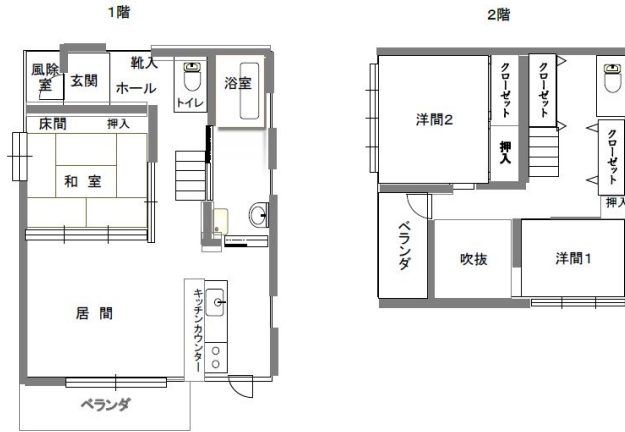 1階
2階
風除
室
玄関
靴入
ホール
トイレ
浴室
床間
押入
和室
居間
キッチンカウンター
ベランダ
洋間2
クローゼット
押入
クローゼット
クローゼット
押入
ベランダ
吹抜
洋間1